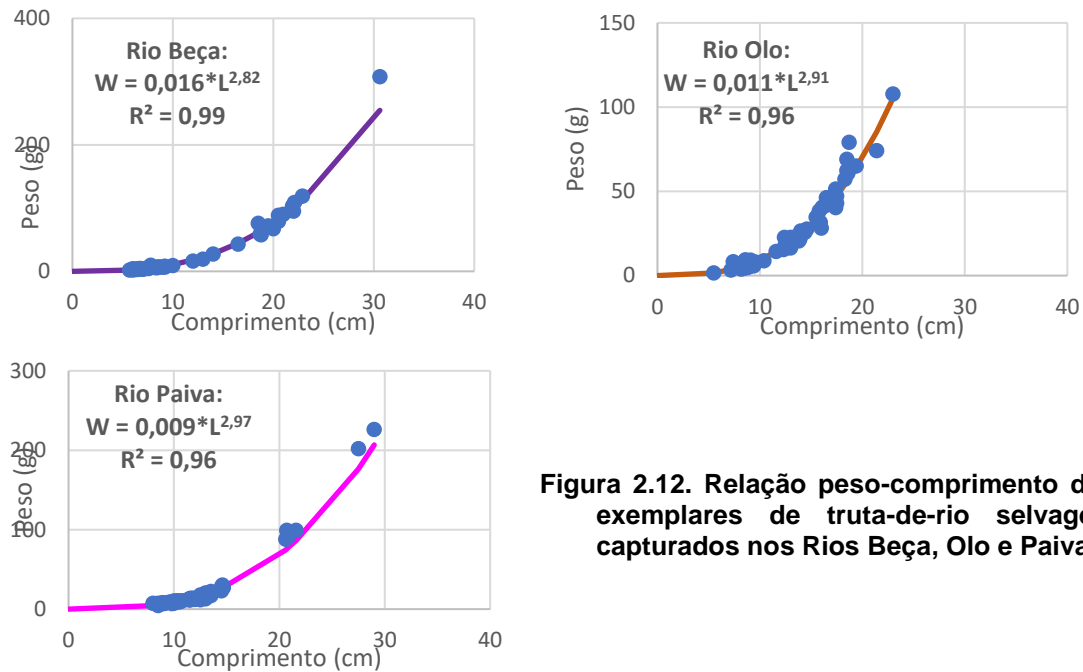 400
200
0
0 10 20 30 40
Peso (g)
Comprimento (cm)
Rio Beça:
W = 0,016*L^2,82
R² = 0,99
150
100
50
0
0 10 20 30 40
Peso (g)
Comprimento (cm)
Rio Olo:
W = 0,011*L^2,91
R² = 0,96
300
200
100
0
0 10 20 30 40
Peso (g)
Comprimento (cm)
Rio Paiva:
W = 0,009*L^2,97
R² = 0,96
Figura 2.12. Relação peso-comprimento d
exemplares de truta-de-rio selvage
capturados nos Rios Beça, Olo e Paiva